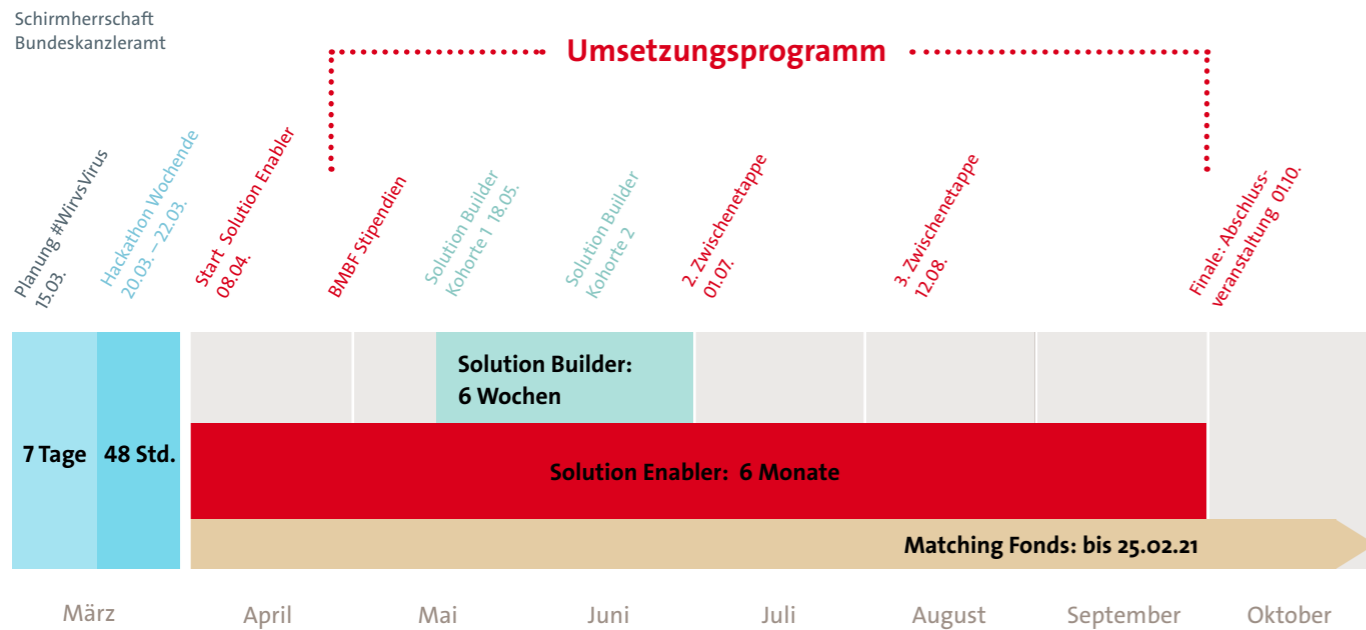 Schirmherrschaft
Bundeskanzleramt
Umsetzungsprogramm
Planung #WirvsVirus
15.03.
Hackathon Wochende
20.03. – 22.03.
Start Solution Enabler
08.04.
BMBF Stipendien
Solution Builder
Kohorte 1 18.05.
Solution Builder
Kohorte 2
2. Zwischenetappe
01.07.
3. Zwischenetappe
12.08.
Finale: Abschluss-
veranstaltung 01.10.
Solution Builder:
6 Wochen
7 Tage
48 Std.
Solution Enabler: 6 Monate
Matching Fonds: bis 25.02.21
März
April
Mai
Juni
Juli
August
September
Oktober